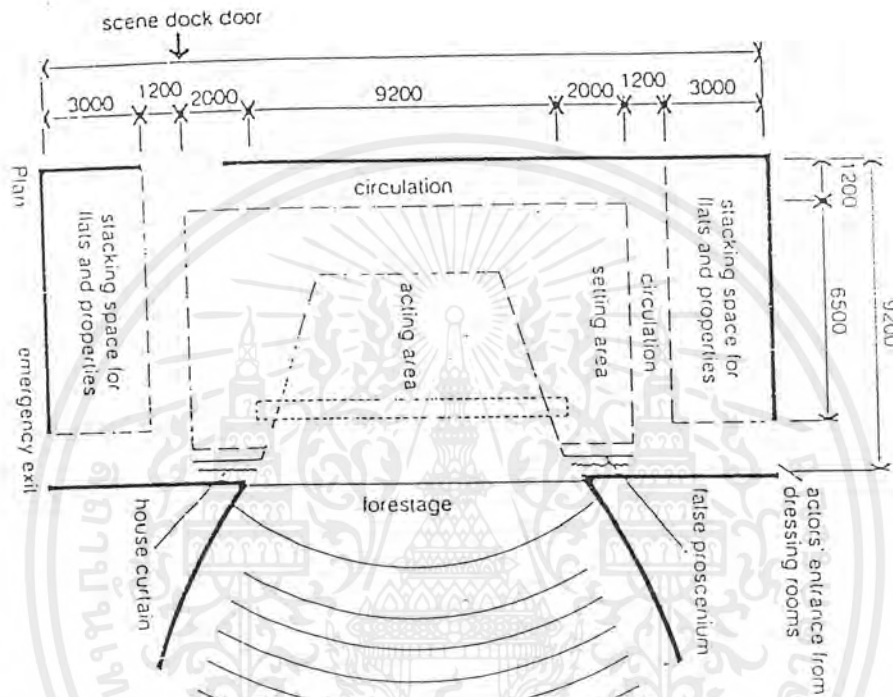 scene dock door
3000
1200
2000
9200
2000
1200
3000
circulation
1200
6500
9200
Plan
stacking space for
flats and properties
acting area
setting area
circulation
stacking space for
flats and properties
emergency exit
forestage
house curtain
false proscenium
actors' entrance from
dressing rooms